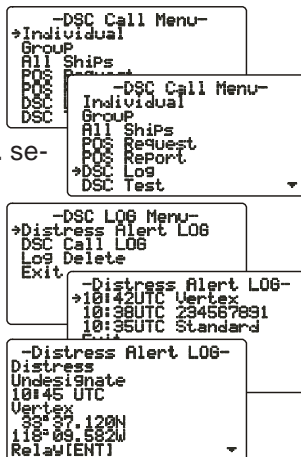 -DSC Call Menu-
→Individual
Group
All Ships
POS Request
POS
DSC
DSC
. se-
-DSC Call Menu-
Individual
Group
All Ships
POS Request
POS Report
→DSC Log
DSC Test
-DSC LOG Menu-
→Distress Alert LOG
DSC Call LOG
Log Delete
Exit
-Distress Alert LOG-
→10:42UTC Vertex
10:38UTC 234567891
10:35UTC Standard
-Distress Alert LOG-
Distress
Undesignate
10:45 UTC
Vertex
33°37.120N
118°09.582W
Relay[ENT]